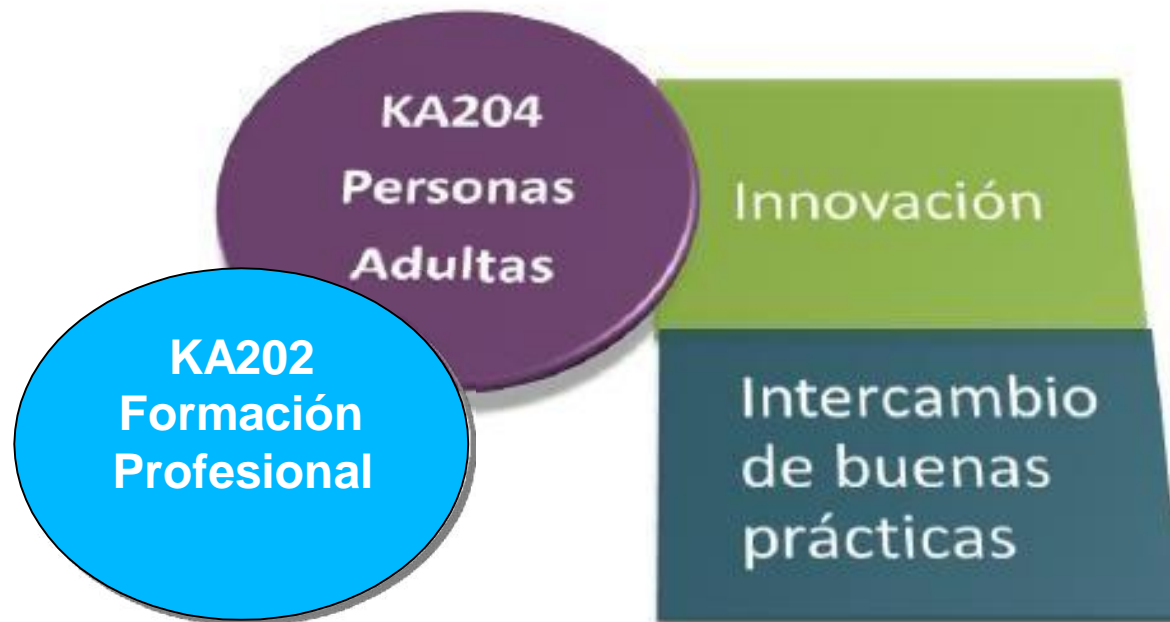 KA204
Personas
Adultas
Innovación
KA202
Formación
Profesional
Intercambio
de buenas
prácticas